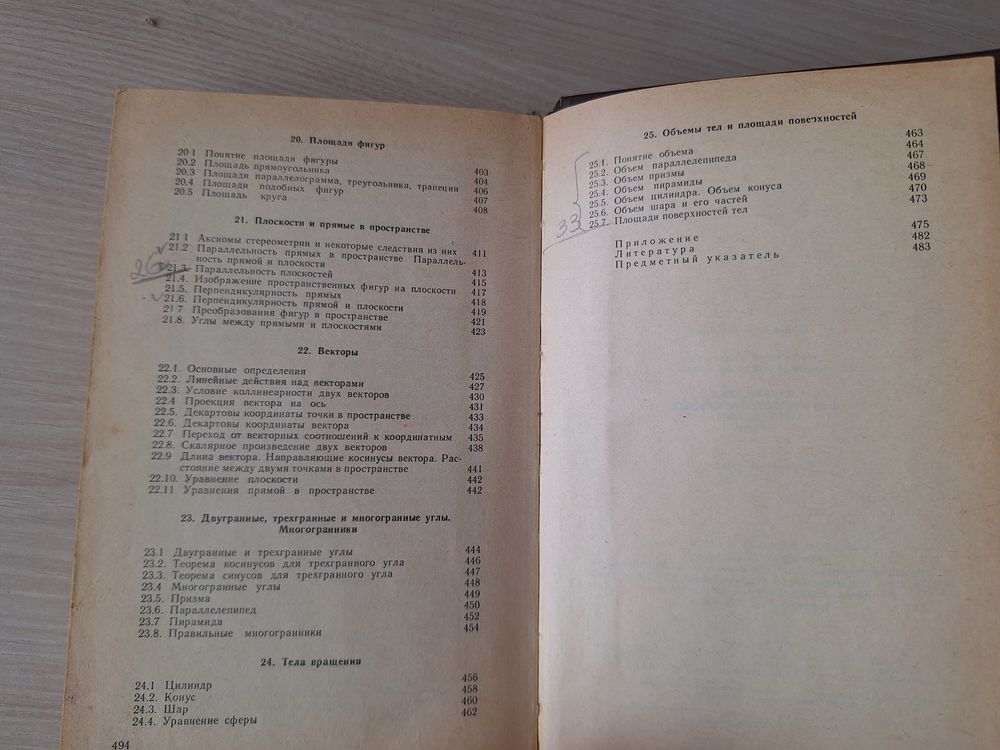 20. Площади фигур
20 1 Понятие площади фигуры 403
20.2 Площадь прямоугольника 404
20.3 Площади параллелограмма, треугольника, трапеции 406
20.4 Площади подобных фигур 407
20.5 Площадь круга 408
21. Плоскости и прямые в пространстве
21 1 Аксиомы стереометрии и некоторые следствия из них 411
21.2 Параллельность прямых в пространстве Параллель-
ность прямой и плоскости 413
26
21.3. Параллельность плоскостей 415
21.4. Изображение пространственных фигур на плоскости 417
21.5. Перпендикулярность прямых 418
21.6. Перпендикулярность прямой и плоскости 419
21 7 Преобразования фигур в пространстве 421
21.8. Углы между прямыми и плоскостями 423
22. Векторы
22.1. Основные определения 425
22.2. Линейные действия над векторами 427
22.3. Условие коллинеарности двух векторов 430
22.4 Проекция вектора на ось 431
22.5. Декартовы координаты точки в пространстве 433
22.6. Декартовы координаты вектора 434
22.7 Переход от векторных соотношений к координатным 435
22.8. Скалярное произведение двух векторов 438
22.9 Длина вектора. Направляющие косинусы вектора. Рас-
стояние между двумя точками в пространстве 441
22.10. Уравнение плоскости 442
22.11 Уравнения прямой в пространстве 442
23. Двугранные, трехгранные и многогранные углы.
Многогранники
23.1 Двугранные и трехгранные углы 444
23.2. Теорема косинусов для трехгранного угла 446
23.3. Теорема синусов для трехгранного угла 447
23.4 Многогранные углы 448
23.5. Призма 449
23.6. Параллелепипед 450
23.7 Пирамида 452
23.8. Правильные многогранники 454
24. Тела вращения
24.1 Цилиндр 456
24.2. Конус 458
24.3. Шар 460
24.4. Уравнение сферы 462
494
25. Объемы тел и площади поверхностей
25 1. Понятие объема 463
25.2. Объем параллелепипеда 464
25.3. Объем призмы 467
25.4. Объем пирамиды 468
25.5. Объем цилиндра. Объем конуса 469
25.6. Объем шара и его частей 470
33
25.7. Площади поверхностей тел 473
Приложение 475
Литература 482
Предметный указатель 483